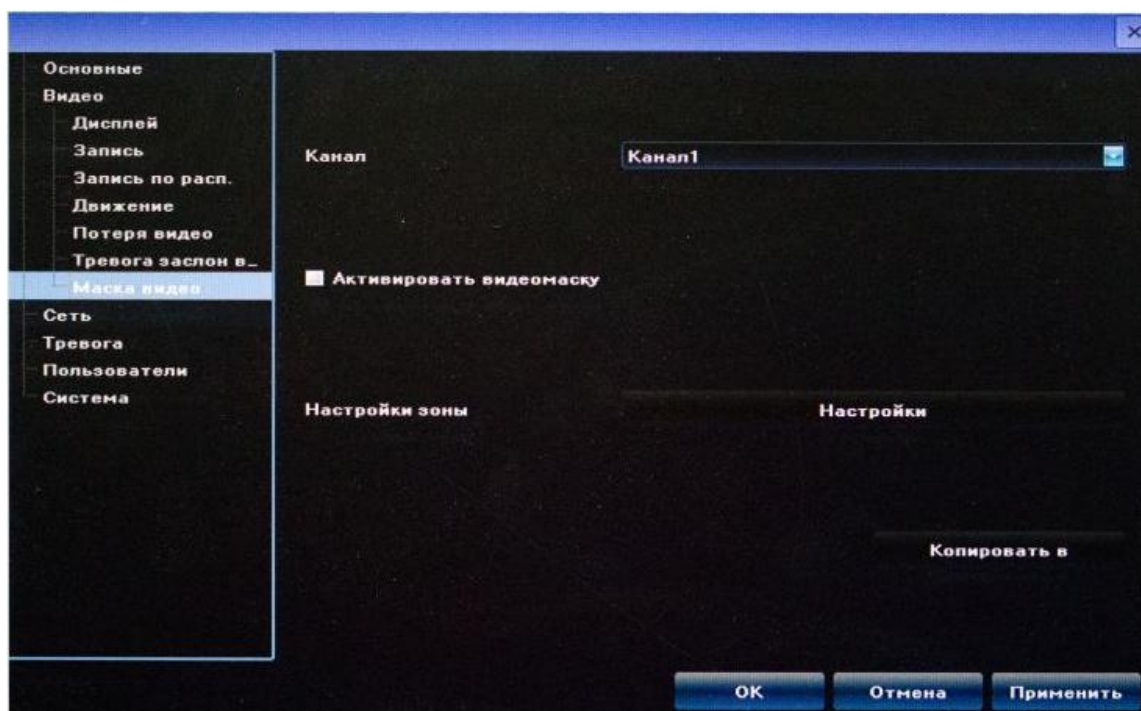 Основные
Видео
Дисплей
Запись
Запись по расп.
Движение
Потеря видео
Тревога заслон в…
Маска видео
Сеть
Тревога
Пользователи
Система
Канал
Канал1
Активировать видеомаску
Настройки зоны
Настройки
Копировать в
ОК
Отмена
Применить